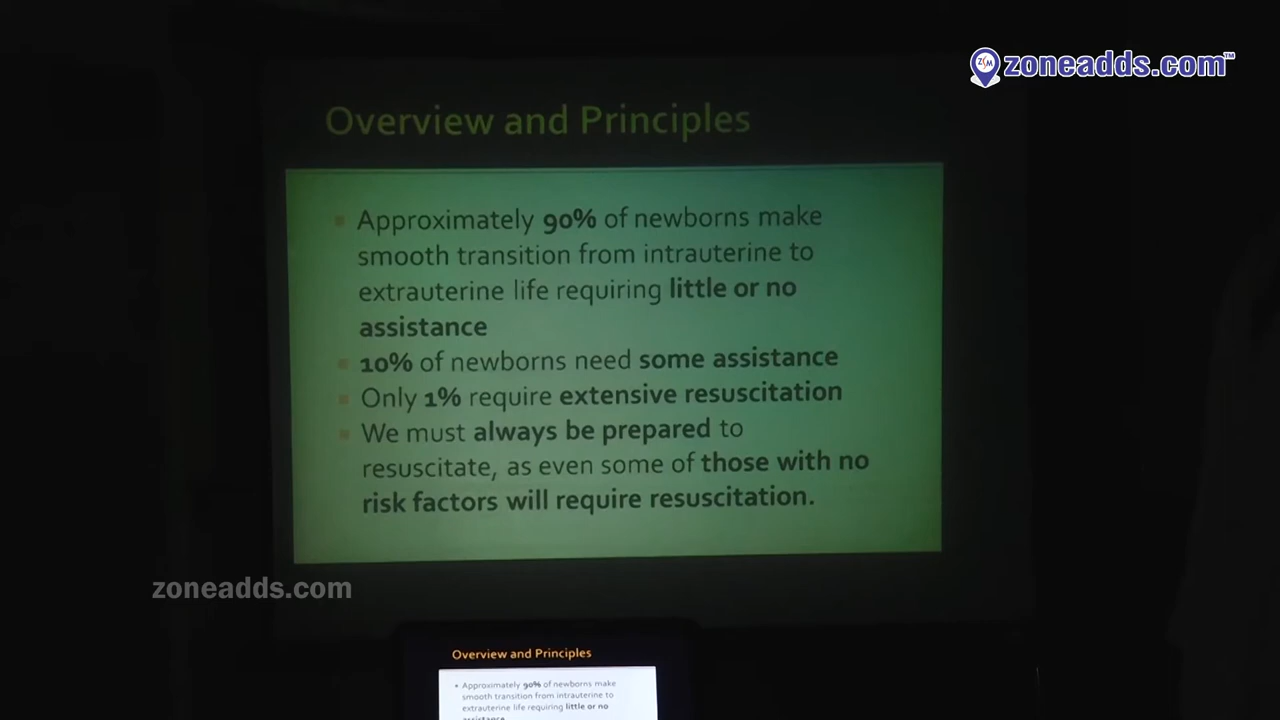 zoneadds.com™
Overview and Principles
Approximately 90% of newborns make
smooth transition from intrauterine to
extrauterine life requiring little or no
assistance
10% of newborns need some assistance
Only 1% require extensive resuscitation
We must always be prepared to
resuscitate, as even some of those with no
risk factors will require resuscitation.
zoneadds.com
Overview and Principles
Approximately 90% of newborns make
smooth transition from intrauterine to
extrauterine life requiring little or no
assistance